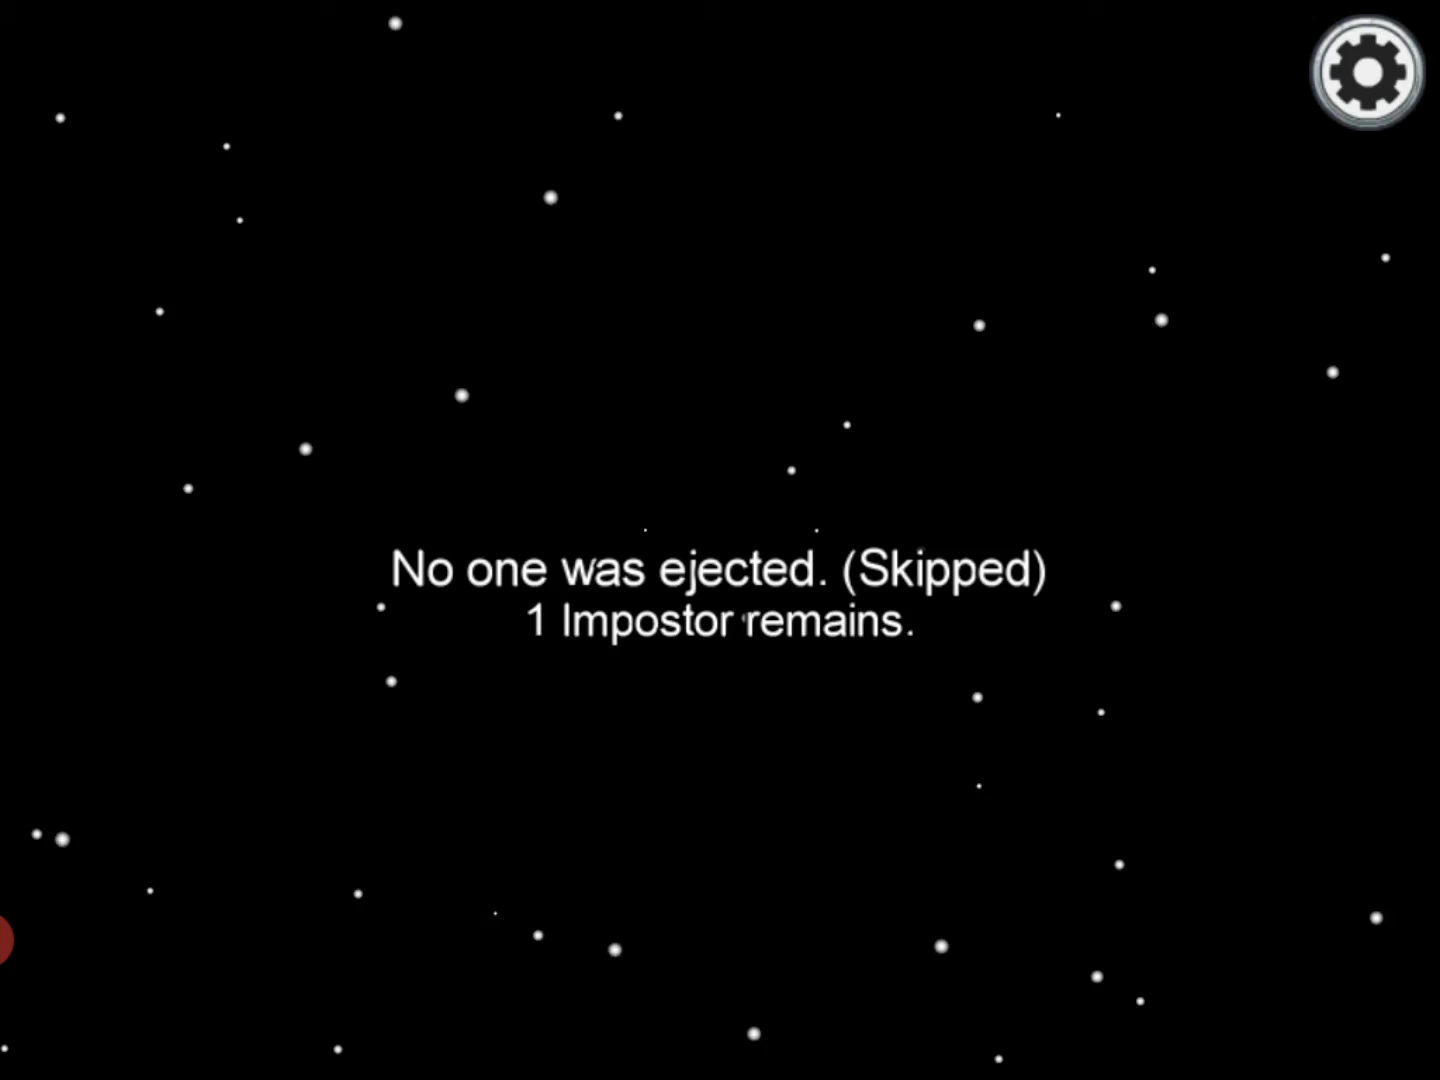 No one was ejected. (Skipped)
1 Impostor remains.